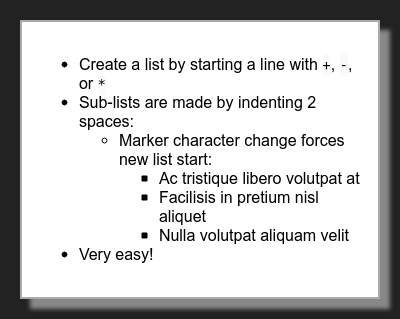 Create a list by starting a line with +, -,
or *
Sub-lists are made by indenting 2
spaces:
Marker character change forces
new list start:
Ac tristique libero volutpat at
Facilisis in pretium nisl
aliquet
Nulla volutpat aliquam velit
Very easy!